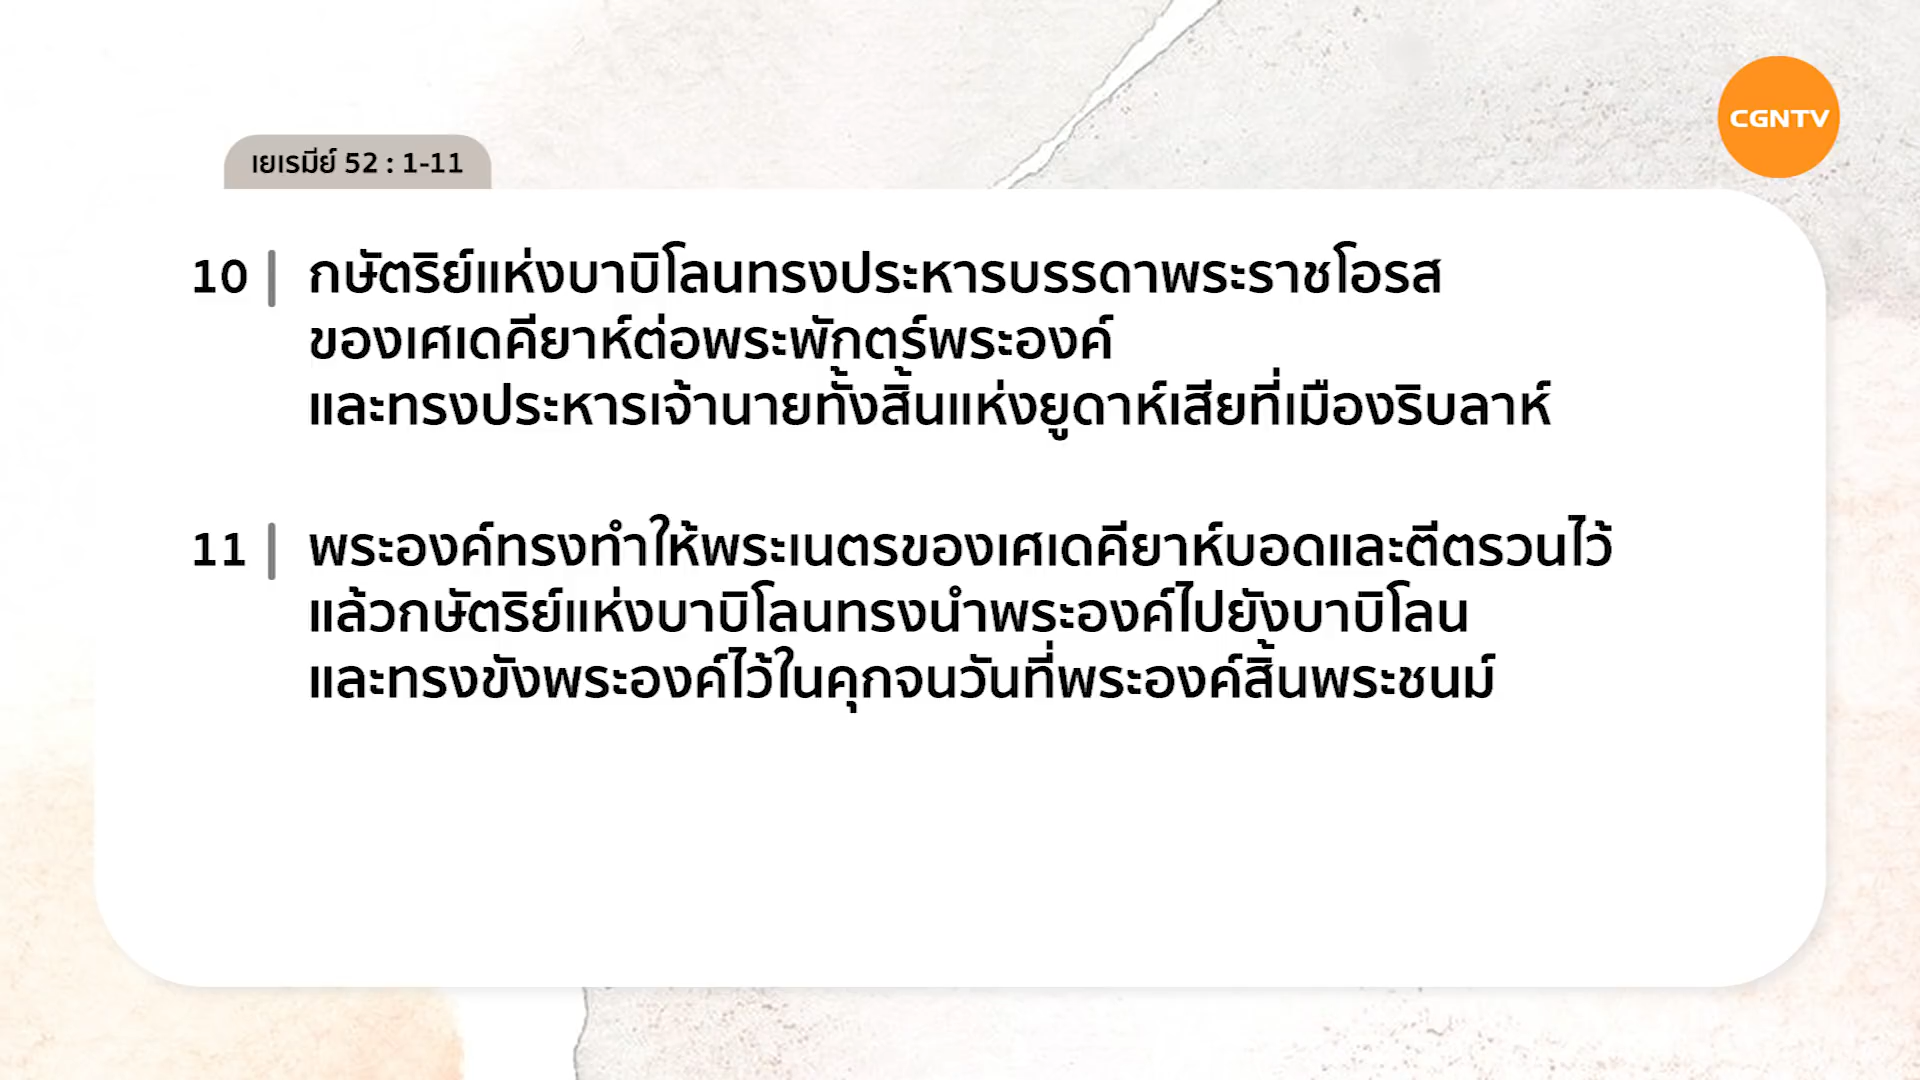 CGNTV
เยเรมีย์ 52 : 1-11
10 | กษัตริย์แห่งบาบิโลนทรงประหารบรรดาพระราชโอรส
ของเศเดคียาห์ต่อพระพักตร์พระองค์
และทรงประหารเจ้านายทั้งสิ้นแห่งยูดาห์เสียที่เมืองริบลาห์
11 | พระองค์ทรงทำให้พระเนตรของเศเดคียาห์บอดและตีตรวนไว้
แล้วกษัตริย์แห่งบาบิโลนทรงนำพระองค์ไปยังบาบิโลน
และทรงขังพระองค์ไว้ในคุกจนวันที่พระองค์สิ้นพระชนม์